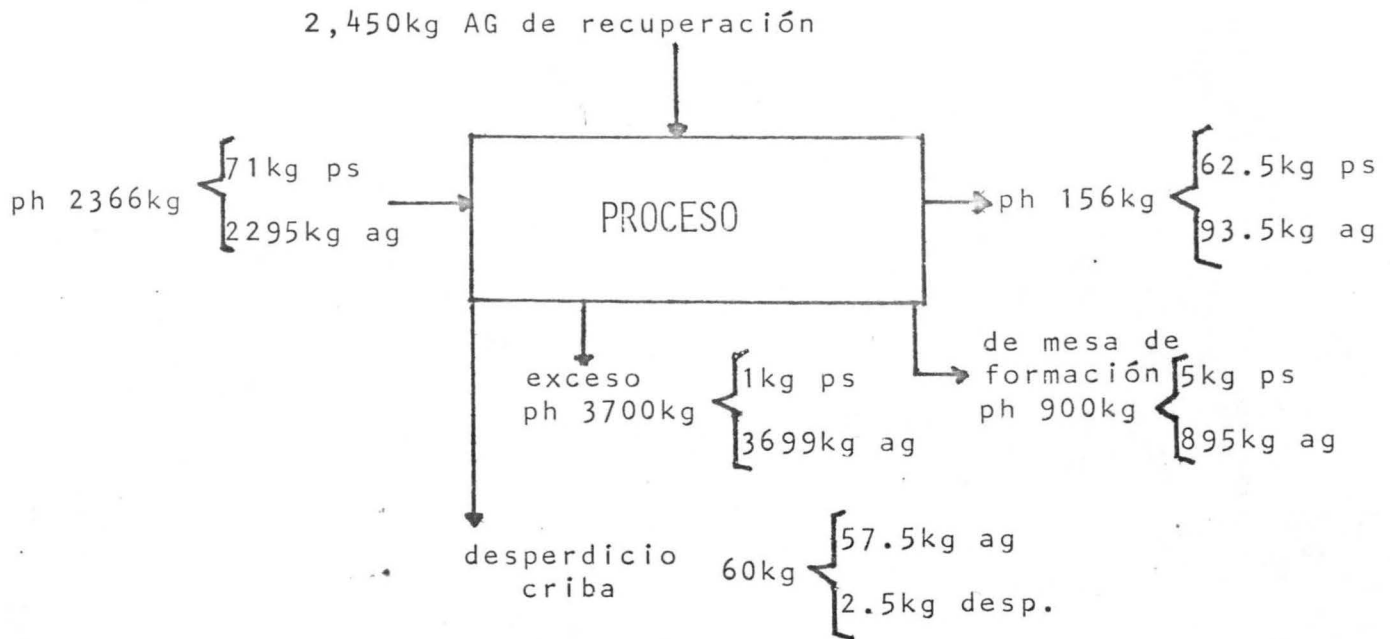 2,450kg AG de recuperación
ph 2366kg
71kg ps
2295kg ag
PROCESO
ph 156kg
62.5kg ps
93.5kg ag
exceso
ph 3700kg
1kg ps
3699kg ag
de mesa de
formación
ph 900kg
5kg ps
895kg ag
desperdicio
criba
60kg
57.5kg ag
2.5kg desp.